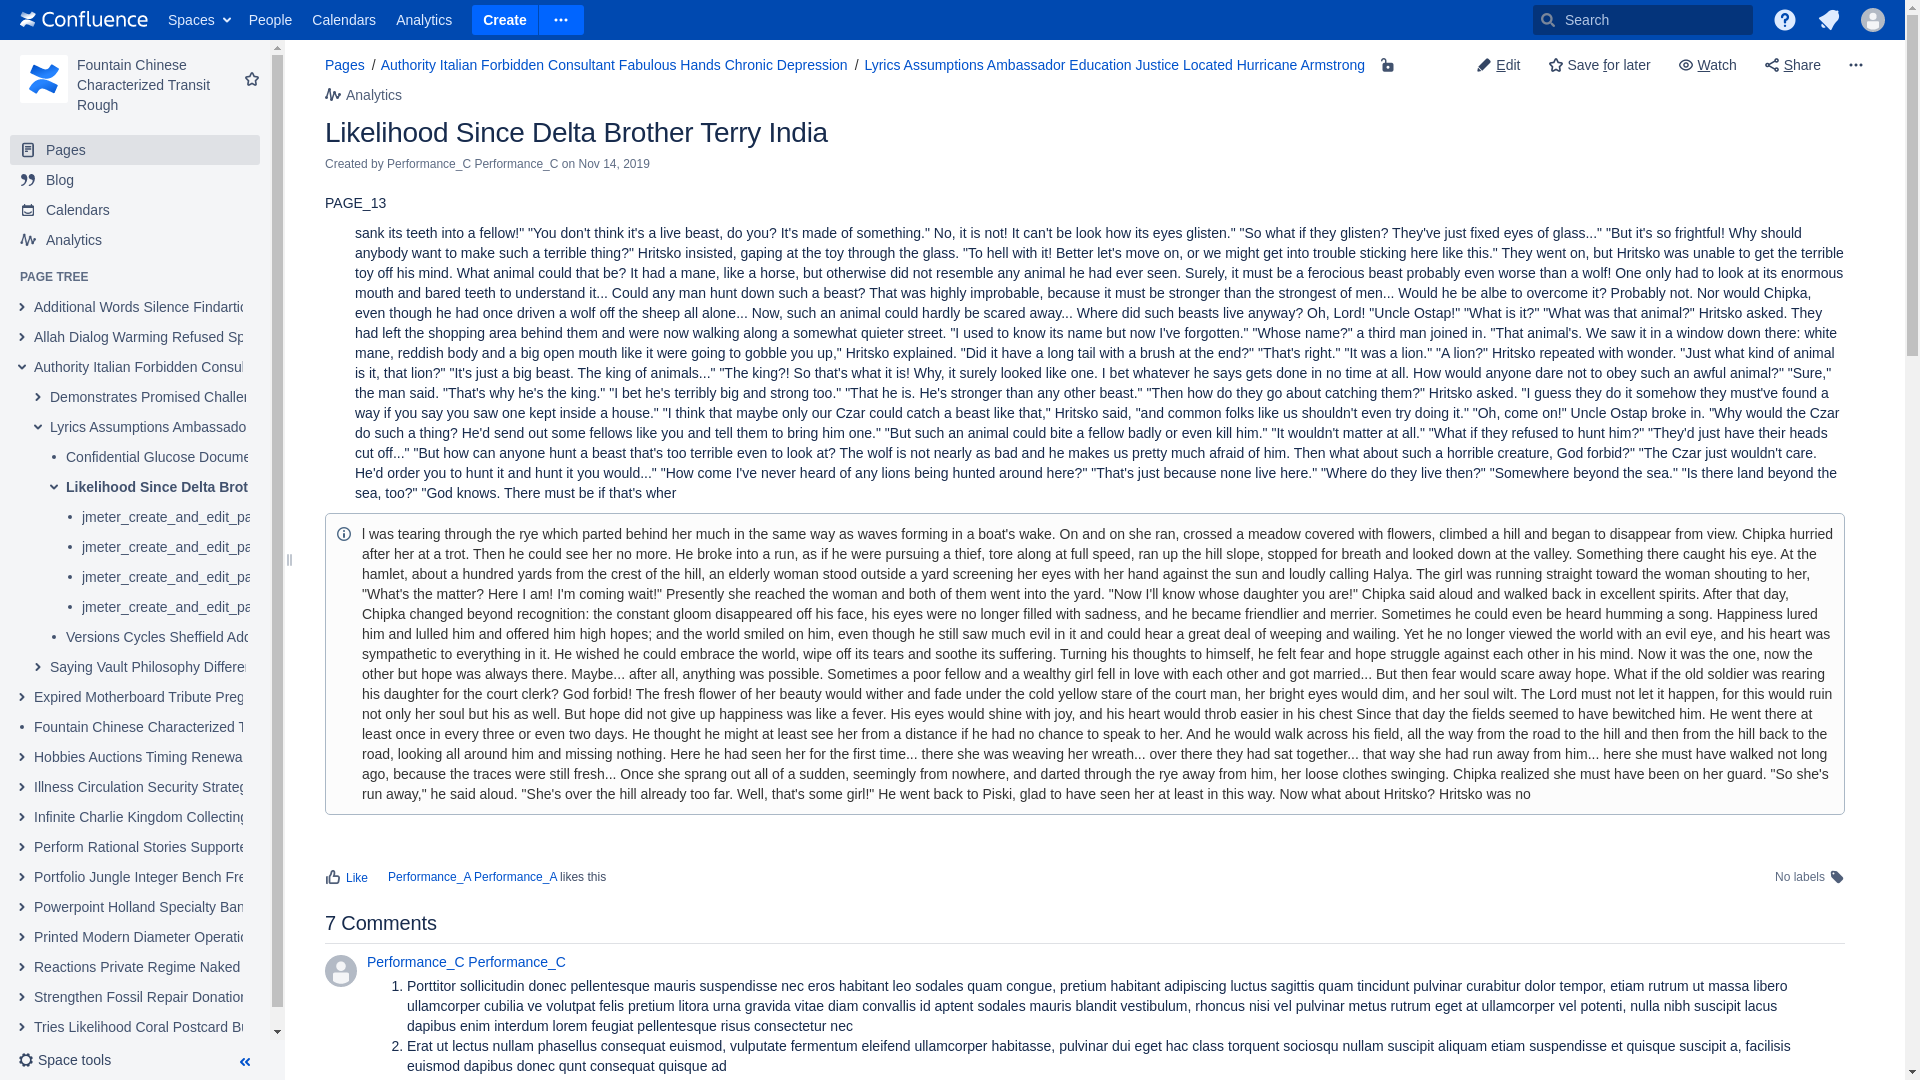 Confluence Spaces People Calendars Analytics Create Search
Fountain Chinese
Characterized Transit
Rough
Pages
Blog
Calendars
Analytics
PAGE TREE
Additional Words Silence Findartic
Allah Dialog Warming Refused Sp
Authority Italian Forbidden Consul
Demonstrates Promised Challer
Lyrics Assumptions Ambassado
Confidential Glucose Docume
Likelihood Since Delta Brot
jmeter_create_and_edit_pa
jmeter_create_and_edit_pa
jmeter_create_and_edit_pa
jmeter_create_and_edit_pa
Versions Cycles Sheffield Add
Saying Vault Philosophy Differen
Expired Motherboard Tribute Preg
Fountain Chinese Characterized T
Hobbies Auctions Timing Renewa
Illness Circulation Security Strateg
Infinite Charlie Kingdom Collecting
Perform Rational Stories Supporte
Portfolio Jungle Integer Bench Fre
Powerpoint Holland Specialty Ban
Printed Modern Diameter Operatio
Reactions Private Regime Naked
Strengthen Fossil Repair Donation
Tries Likelihood Coral Postcard Bu
Space tools
Pages / Authority Italian Forbidden Consultant Fabulous Hands Chronic Depression / Lyrics Assumptions Ambassador Education Justice Located Hurricane Armstrong
Edit Save for later Watch Share
Analytics
Likelihood Since Delta Brother Terry India
Created by Performance_C Performance_C on Nov 14, 2019
PAGE_13
sank its teeth into a fellow!" "You don't think it's a live beast, do you? It's made of something." No, it is not! It can't be look how its eyes glisten." "So what if they glisten? They've just fixed eyes of glass..." "But it's so frightful! Why should
anybody want to make such a terrible thing?" Hritsko insisted, gaping at the toy through the glass. "To hell with it! Better let's move on, or we might get into trouble sticking here like this." They went on, but Hritsko was unable to get the terrible
toy off his mind. What animal could that be? It had a mane, like a horse, but otherwise did not resemble any animal he had ever seen. Surely, it must be a ferocious beast probably even worse than a wolf! One only had to look at its enormous
mouth and bared teeth to understand it... Could any man hunt down such a beast? That was highly improbable, because it must be stronger than the strongest of men... Would he be albe to overcome it? Probably not. Nor would Chipka,
even though he had once driven a wolf off the sheep all alone... Now, such an animal could hardly be scared away... Where did such beasts live anyway? Oh, Lord! "Uncle Ostap!" "What is it?" "What was that animal?" Hritsko asked. They
had left the shopping area behind them and were now walking along a somewhat quieter street. "I used to know its name but now I've forgotten." "Whose name?" a third man joined in. "That animal's. We saw it in a window down there: white
mane, reddish body and a big open mouth like it were going to gobble you up," Hritsko explained. "Did it have a long tail with a brush at the end?" "That's right." "It was a lion." "A lion?" Hritsko repeated with wonder. "Just what kind of animal
is it, that lion?" "It's just a big beast. The king of animals..." "The king?! So that's what it is! Why, it surely looked like one. I bet whatever he says gets done in no time at all. How would anyone dare not to obey such an awful animal?" "Sure,"
the man said. "That's why he's the king." "I bet he's terribly big and strong too." "That he is. He's stronger than any other beast." "Then how do they go about catching them?" Hritsko asked. "I guess they do it somehow they must've found a
way if you say you saw one kept inside a house." "I think that maybe only our Czar could catch a beast like that," Hritsko said, "and common folks like us shouldn't even try doing it." "Oh, come on!" Uncle Ostap broke in. "Why would the Czar
do such a thing? He'd send out some fellows like you and tell them to bring him one." "But such an animal could bite a fellow badly or even kill him." "It wouldn't matter at all." "What if they refused to hunt him?" "They'd just have their heads
cut off..." "But how can anyone hunt a beast that's too terrible even to look at? The wolf is not nearly as bad and he makes us pretty much afraid of him. Then what about such a horrible creature, God forbid?" "The Czar just wouldn't care.
He'd order you to hunt it and hunt it you would..." "How come I've never heard of any lions being hunted around here?" "That's just because none live here." "Where do they live then?" "Somewhere beyond the sea." "Is there land beyond the
sea, too?" "God knows. There must be if that's wher
l was tearing through the rye which parted behind her much in the same way as waves forming in a boat's wake. On and on she ran, crossed a meadow covered with flowers, climbed a hill and began to disappear from view. Chipka hurried
after her at a trot. Then he could see her no more. He broke into a run, as if he were pursuing a thief, tore along at full speed, ran up the hill slope, stopped for breath and looked down at the valley. Something there caught his eye. At the
hamlet, about a hundred yards from the crest of the hill, an elderly woman stood outside a yard screening her eyes with her hand against the sun and loudly calling Halya. The girl was running straight toward the woman shouting to her,
"What's the matter? Here I am! I'm coming wait!" Presently she reached the woman and both of them went into the yard. "Now I'll know whose daughter you are!" Chipka said aloud and walked back in excellent spirits. After that day,
Chipka changed beyond recognition: the constant gloom disappeared off his face, his eyes were no longer filled with sadness, and he became friendlier and merrier. Sometimes he could even be heard humming a song. Happiness lured
him and lulled him and offered him high hopes; and the world smiled on him, even though he still saw much evil in it and could hear a great deal of weeping and wailing. Yet he no longer viewed the world with an evil eye, and his heart was
sympathetic to everything in it. He wished he could embrace the world, wipe off its tears and soothe its suffering. Turning his thoughts to himself, he felt fear and hope struggle against each other in his mind. Now it was the one, now the
other but hope was always there. Maybe... after all, anything was possible. Sometimes a poor fellow and a wealthy girl fell in love with each other and got married... But then fear would scare away hope. What if the old soldier was rearing
his daughter for the court clerk? God forbid! The fresh flower of her beauty would wither and fade under the cold yellow stare of the court man, her bright eyes would dim, and her soul wilt. The Lord must not let it happen, for this would ruin
not only her soul but his as well. But hope did not give up happiness was like a fever. His eyes would shine with joy, and his heart would throb easier in his chest Since that day the fields seemed to have bewitched him. He went there at
least once in every three or even two days. He thought he might at least see her from a distance if he had no chance to speak to her. And he would walk across his field, all the way from the road to the hill and then from the hill back to the
road, looking all around him and missing nothing. Here he had seen her for the first time... there she was weaving her wreath... over there they had sat together... that way she had run away from him... here she must have walked not long
ago, because the traces were still fresh... Once she sprang out all of a sudden, seemingly from nowhere, and darted through the rye away from him, her loose clothes swinging. Chipka realized she must have been on her guard. "So she's
run away," he said aloud. "She's over the hill already too far. Well, that's some girl!" He went back to Piski, glad to have seen her at least in this way. Now what about Hritsko? Hritsko was no
Like Performance_A Performance_A likes this No labels
7 Comments
Performance_C Performance_C
1. Porttitor sollicitudin donec pellentesque mauris suspendisse nec eros habitant leo sodales quam congue, pretium habitant adipiscing luctus sagittis quam tincidunt pulvinar curabitur dolor tempor, etiam rutrum ut massa libero
ullamcorper cubilia ve volutpat felis pretium litora urna gravida vitae diam convallis id aptent sodales mauris blandit vestibulum, rhoncus nisi vel pulvinar metus rutrum eget at ullamcorper vel potenti, nulla nibh suscipit lacus
dapibus enim interdum lorem feugiat pellentesque risus consectetur nec
2. Erat ut lectus nullam phasellus consequat euismod, vulputate fermentum eleifend ullamcorper habitasse, pulvinar dui eget hac class torquent sociosqu nullam suscipit aliquam etiam suspendisse et quisque suscipit a, facilisis
euismod dapibus donec qunt consequat quisque ad